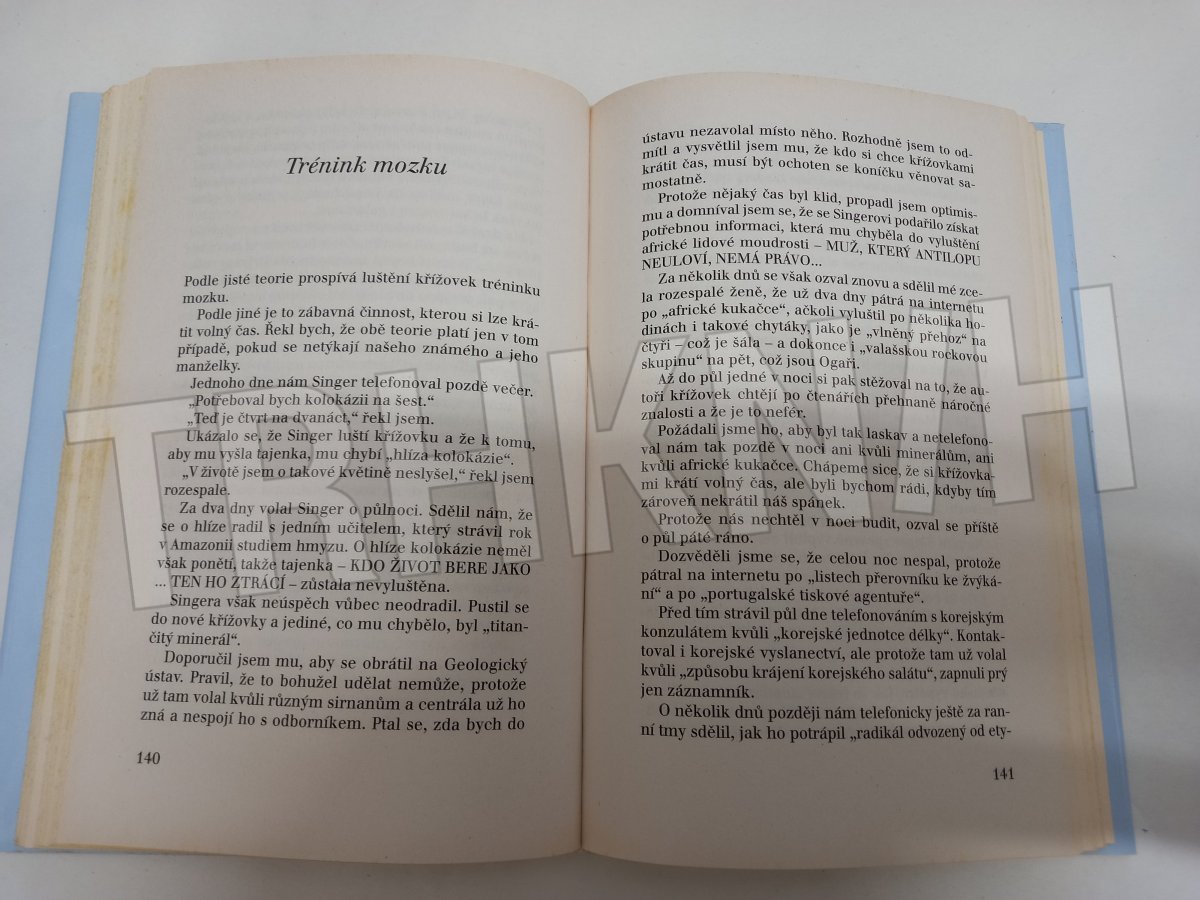 Trénink mozku
Podle jisté teorie prospívá luštění křížovek tréninku
mozku.
Podle jiné je to zábavná činnost, kterou si lze krá-
tit volný čas. Řekl bych, že obě teorie platí jen v tom
případě, pokud se netýkají našeho známého a jeho
manželky.
Jednoho dne nám Singer telefonoval pozdě večer.
„Potřeboval bych kolokázii na šest.“
„Teď je čtvrt na dvanáct,“ řekl jsem.
Ukázalo se, že Singer luští křížovku a že k tomu,
aby mu vyšla tajenka, mu chybí „hlíza kolokázie“.
„V životě jsem o takové květině neslyšel,“ řekl jsem
rozespale.
Za dva dny volal Singer o půlnoci. Sdělil nám, že
se o hlíze radil s jedním učitelem, který strávil rok
v Amazonii studiem hmyzu. O hlíze kolokázie neměl
však ponětí, takže tajenka – KDO ŽIVOT BERE JAKO
... TEN HO ZTRÁCÍ – zůstala nevyluštěna.
Singera však neúspěch vůbec neodradil. Pustil se
do nové křížovky a jediné, co mu chybělo, byl „titan-
čitý minerál“.
Doporučil jsem mu, aby se obrátil na Geologický
ústav. Pravil, že to bohužel udělat nemůže, protože
už tam volal kvůli různým sirnanům a centrála už ho
zná a nespojí ho s odborníkem. Ptal se, zda bych do
140
ústavu nezavolal místo něho. Rozhodně jsem to od-
mítl a vysvětlil jsem mu, že kdo si chce křížovkami
krátit čas, musí být ochoten se koníčku věnovat sa-
mostatně.
Protože nějaký čas byl klid, propadl jsem optimis-
mu a domníval jsem se, že se Singerovi podařilo získat
potřebnou informaci, která mu chyběla do vyluštění
africké lidové moudrosti – MUŽ, KTERÝ ANTILOPU
NEULOVÍ, NEMÁ PRÁVO...
Za několik dnů se však ozval znovu a sdělil mé zce-
la rozespalé ženě, že už dva dny pátrá na internetu
po „africké kukačce“, ačkoli vyluštil po několika ho-
dinách i takové chytáky, jako je „vlněný přehoz“ na
čtyři – což je šála – a dokonce i „valašskou rockovou
skupinu“ na pět, což jsou Ogaři.
Až do půl jedné v noci si pak stěžoval na to, že au-
toři křížovek chtějí po čtenářích přehnaně náročné
znalosti a že je to nefér.
Požádali jsme ho, aby byl tak laskav a netelefono-
val nám tak pozdě v noci ani kvůli minerálům, ani
kvůli africké kukačce. Chápeme sice, že si křížovka-
mi krátí volný čas, ale byli bychom rádi, kdyby tím
zároveň nekrátil náš spánek.
Protože nás nechtěl v noci budit, ozval se příště
o půl páté ráno.
Dozvěděli jsme se, že celou noc nespal, protože
pátral na internetu po „listech přerovníku ke žvýká-
ní“ a po „portugalské tiskové agentuře“.
Před tím strávil půl dne telefonováním s korejským
konzulátem kvůli „korejské jednotce délky“. Kontak-
toval i korejské vyslanectví, ale protože tam už volal
kvůli „způsobu krájení korejského salátu“, zapnuli prý
jen záznamník.
O několik dnů později nám telefonicky ještě za ran-
ní tmy sdělil, jak ho potrápil „radikál odvozený od ety-
141
TRHKNIH